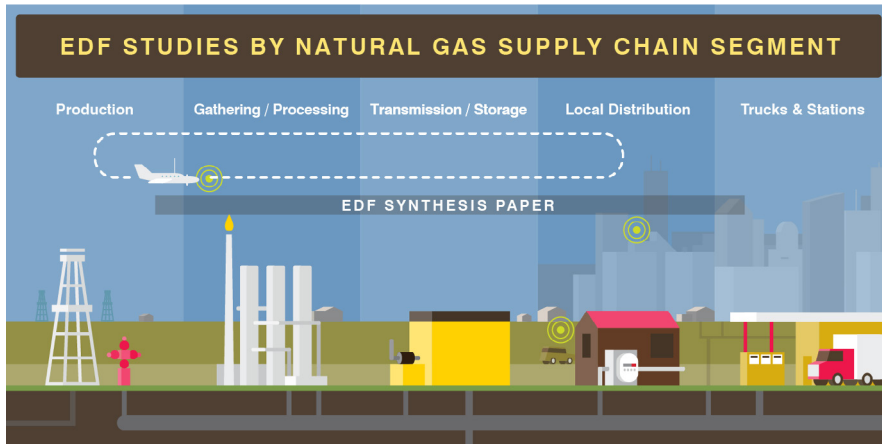 EDF STUDIES BY NATURAL GAS SUPPLY CHAIN SEGMENT
Production
Gathering / Processing
Transmission / Storage
Local Distribution
Trucks & Stations
EDF SYNTHESIS PAPER